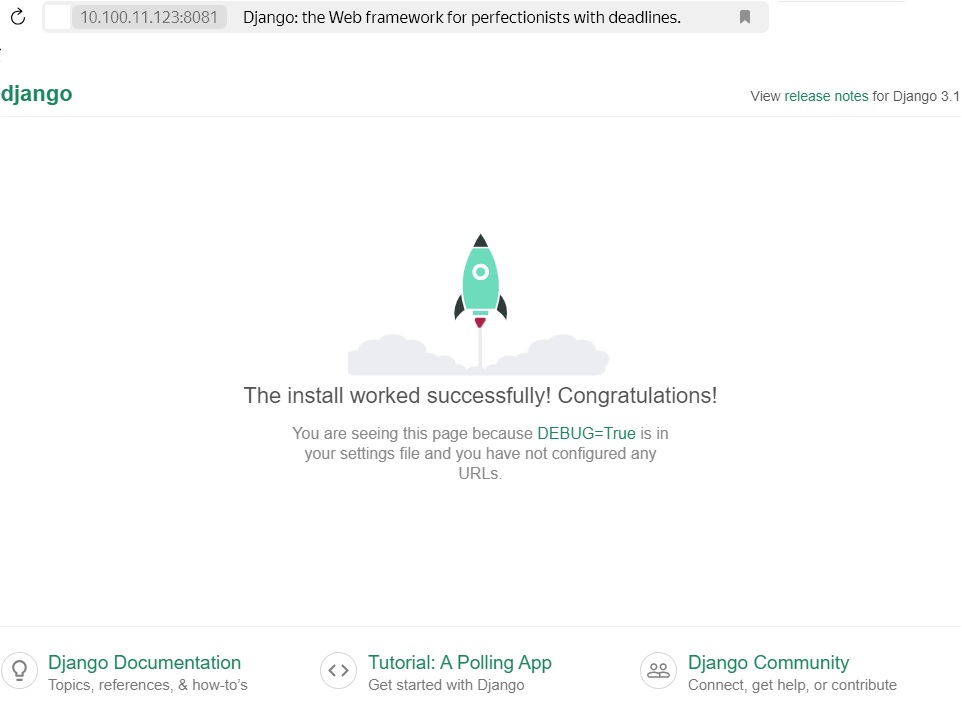 10.100.11.123:8081 Django: the Web framework for perfectionists with deadlines.
django
View release notes for Django 3.1
The install worked successfully! Congratulations!
You are seeing this page because DEBUG=True is in
your settings file and you have not configured any
URLs.
Django Documentation
Topics, references, & how-to’s
Tutorial: A Polling App
Get started with Django
Django Community
Connect, get help, or contribute